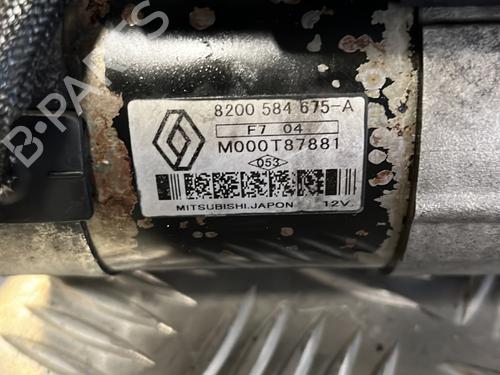 8200 584 675-A
F7 04
M000T87881
053
MITSUBISHI.JAPON 12V
B-PARTS